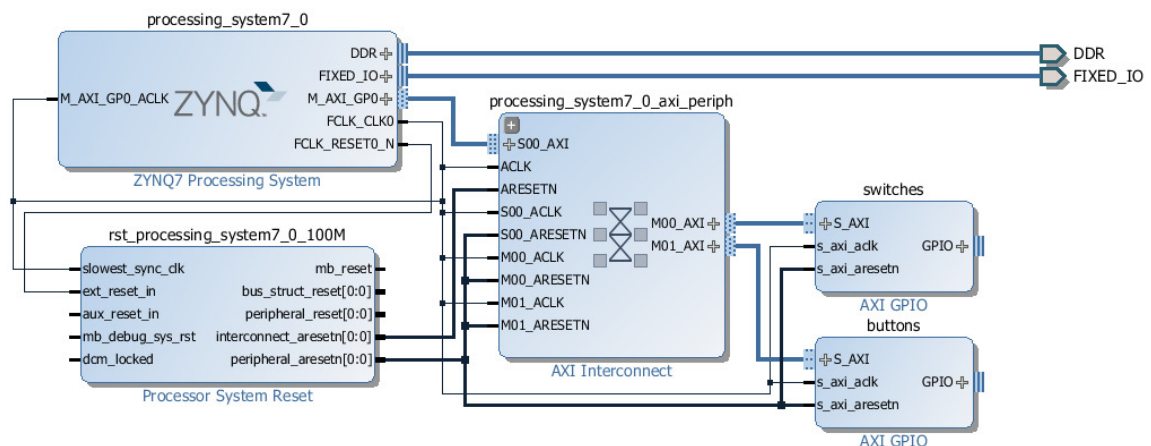 processing_system7_0
DDR
FIXED_IO
M_AXI_GP0_ACLK
ZYNQ
M_AXI_GP0
FCLK_CLK0
FCLK_RESET0_N
ZYNQ7 Processing System
DDR
FIXED_IO
processing_system7_0_axi_periph
S00_AXI
ACLK
ARESETN
S00_ACLK
S00_ARESETN
M00_ACLK
M00_ARESETN
M01_ACLK
M01_ARESETN
M00_AXI
M01_AXI
AXI Interconnect
rst_processing_system7_0_100M
slowest_sync_clk
ext_reset_in
aux_reset_in
mb_debug_sys_rst
dcm_locked
mb_reset
bus_struct_reset[0:0]
peripheral_reset[0:0]
interconnect_aresetn[0:0]
peripheral_aresetn[0:0]
Processor System Reset
switches
S_AXI
s_axi_aclk
s_axi_aresetn
GPIO
AXI GPIO
buttons
S_AXI
s_axi_aclk
s_axi_aresetn
GPIO
AXI GPIO